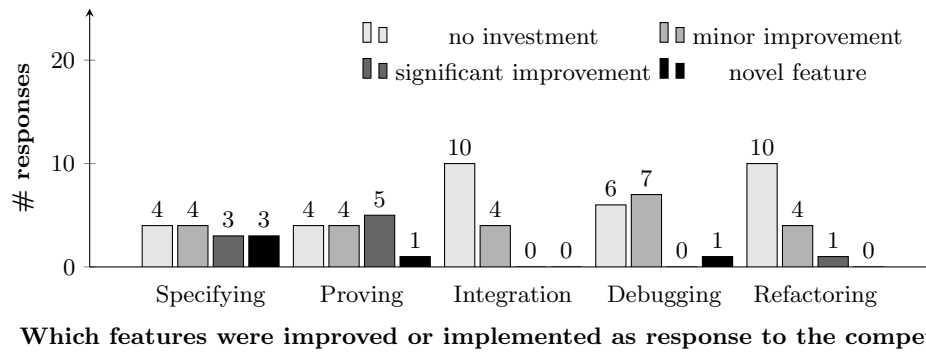 20
10
0
# responses
no investment
minor improvement
significant improvement
novel feature
4 4 3 3
4 4 5 1
10 4 0 0
6 7 0 1
10 4 1 0
Specifying Proving Integration Debugging Refactoring
Which features were improved or implemented as response to the compe